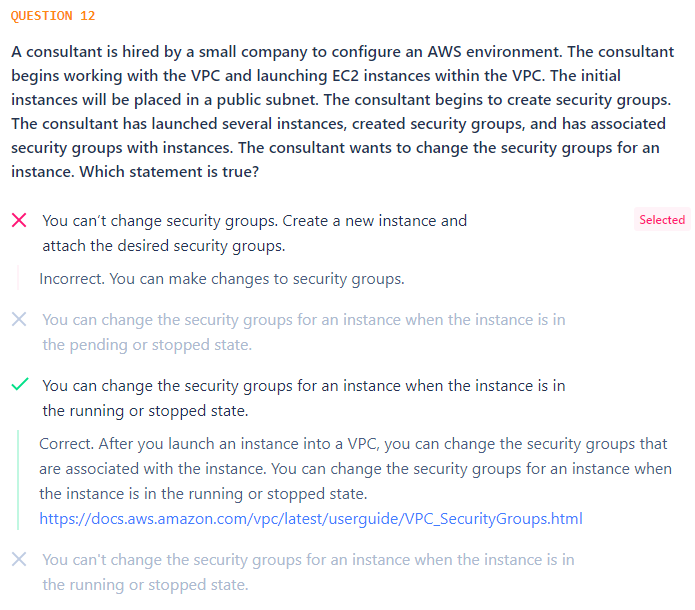 QUESTION 12
A consultant is hired by a small company to configure an AWS environment. The consultant
begins working with the VPC and launching EC2 instances within the VPC. The initial
instances will be placed in a public subnet. The consultant begins to create security groups.
The consultant has launched several instances, created security groups, and has associated
security groups with instances. The consultant wants to change the security groups for an
instance. Which statement is true?
You can't change security groups. Create a new instance and
attach the desired security groups.
Selected
Incorrect. You can make changes to security groups.
You can change the security groups for an instance when the instance is in
the pending or stopped state.
You can change the security groups for an instance when the instance is in
the running or stopped state.
Correct. After you launch an instance into a VPC, you can change the security groups that
are associated with the instance. You can change the security groups for an instance when
the instance is in the running or stopped state.
https://docs.aws.amazon.com/vpc/latest/userguide/VPC_SecurityGroups.html
You can't change the security groups for an instance when the instance is in
the running or stopped state.